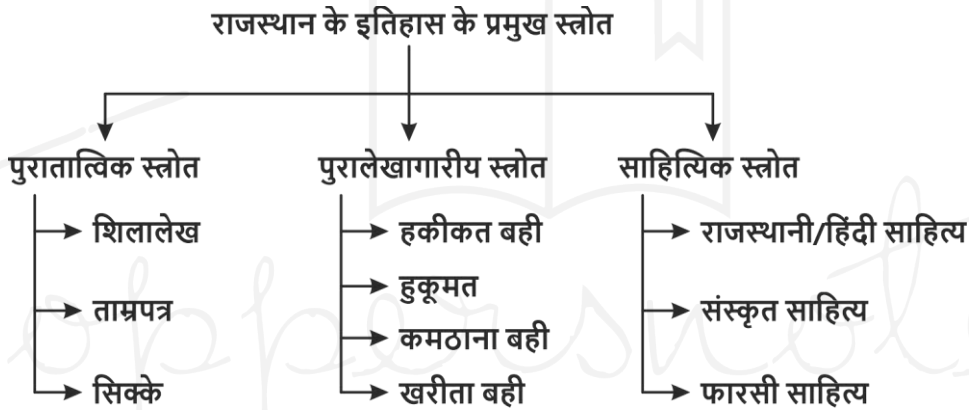 राजस्थान के इतिहास के प्रमुख स्त्रोत
पुरातात्विक स्त्रोत
शिलालेख
ताम्रपत्र
सिक्के
पुरालेखागारीय स्त्रोत
हकीकत बही
हुकूमत
कमठाना बही
खरीता बही
साहित्यिक स्त्रोत
राजस्थानी/हिंदी साहित्य
संस्कृत साहित्य
फारसी साहित्य